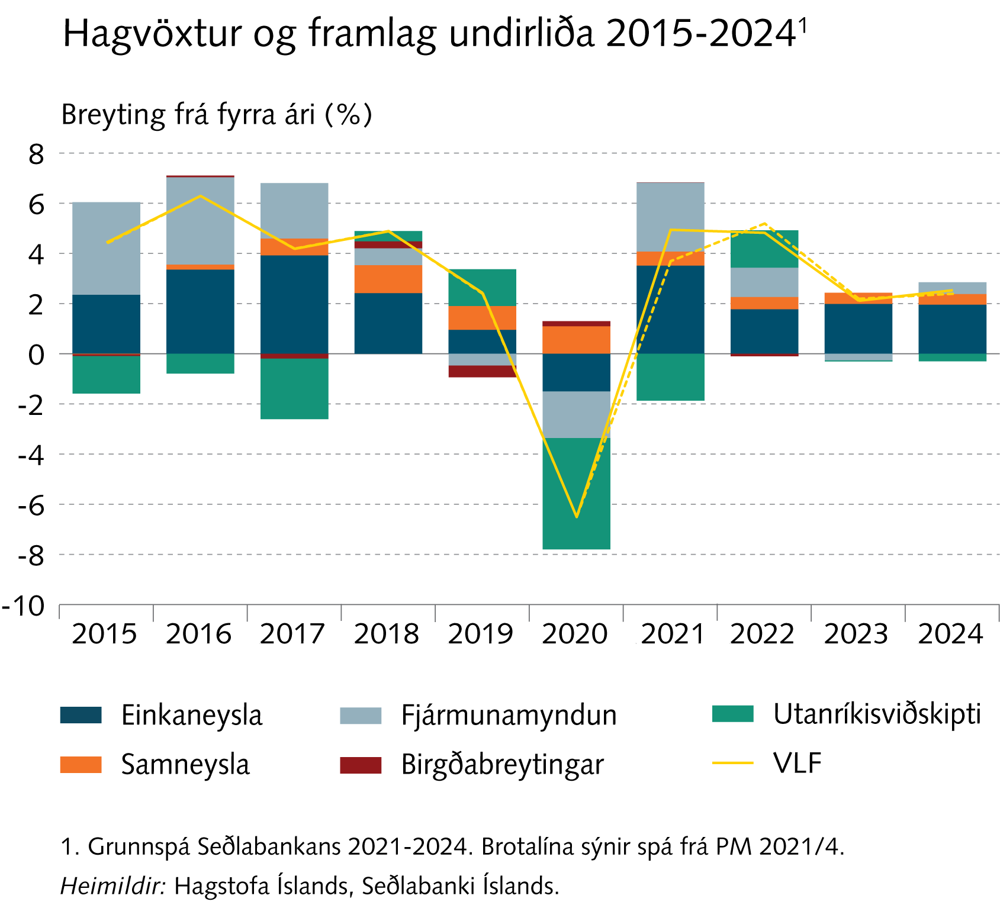 Hagvöxtur og framlag undirliða 2015-2024¹
Breyting frá fyrra ári (%)
8
6
4
2
0
-2
-4
-6
-8
-10
2015 2016 2017 2018 2019 2020 2021 2022 2023 2024
Einkaneysla Fjármunamyndun Utanríkisviðskipti
Samneysla Birgðabreytingar VLF
1. Grunnspá Seðlabankans 2021-2024. Brotalína sýnir spá frá PM 2021/4.
Heimildir: Hagstofa Íslands, Seðlabanki Íslands.